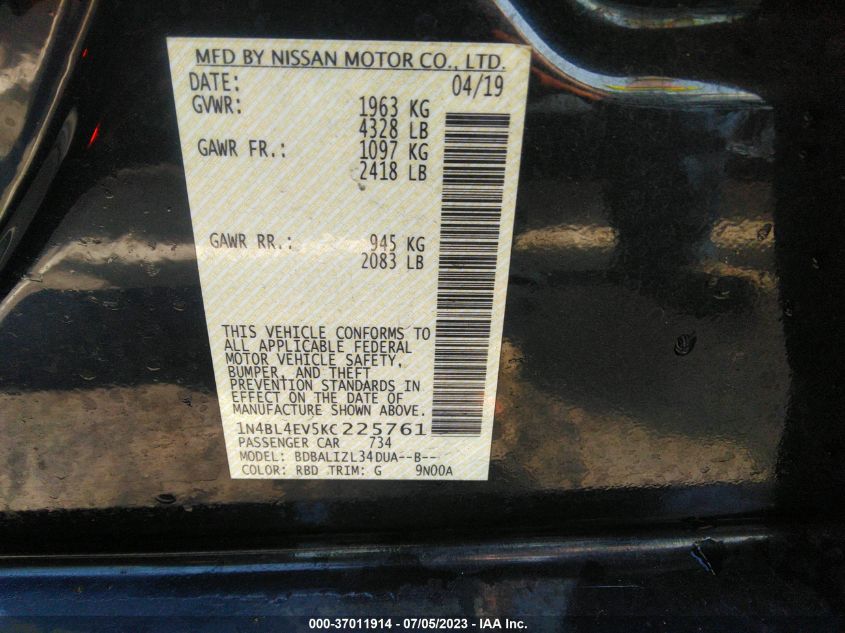 MFD BY NISSAN MOTOR CO., LTD.
DATE: 04/19
GVWR: 1963 KG
4328 LB
GAWR FR.: 1097 KG
2418 LB
GAWR RR.: 945 KG
2083 LB
THIS VEHICLE CONFORMS TO
ALL APPLICABLE FEDERAL
MOTOR VEHICLE SAFETY,
BUMPER, AND THEFT
PREVENTION STANDARDS IN
EFFECT ON THE DATE OF
MANUFACTURE SHOWN ABOVE.
1N4BL4EV5KC225761
PASSENGER CAR 734
MODEL: BDBALIZL34DUA--B--
COLOR: RBD TRIM: G 9N00A
000-37011914 / 07/05/2023 - IAA Inc.